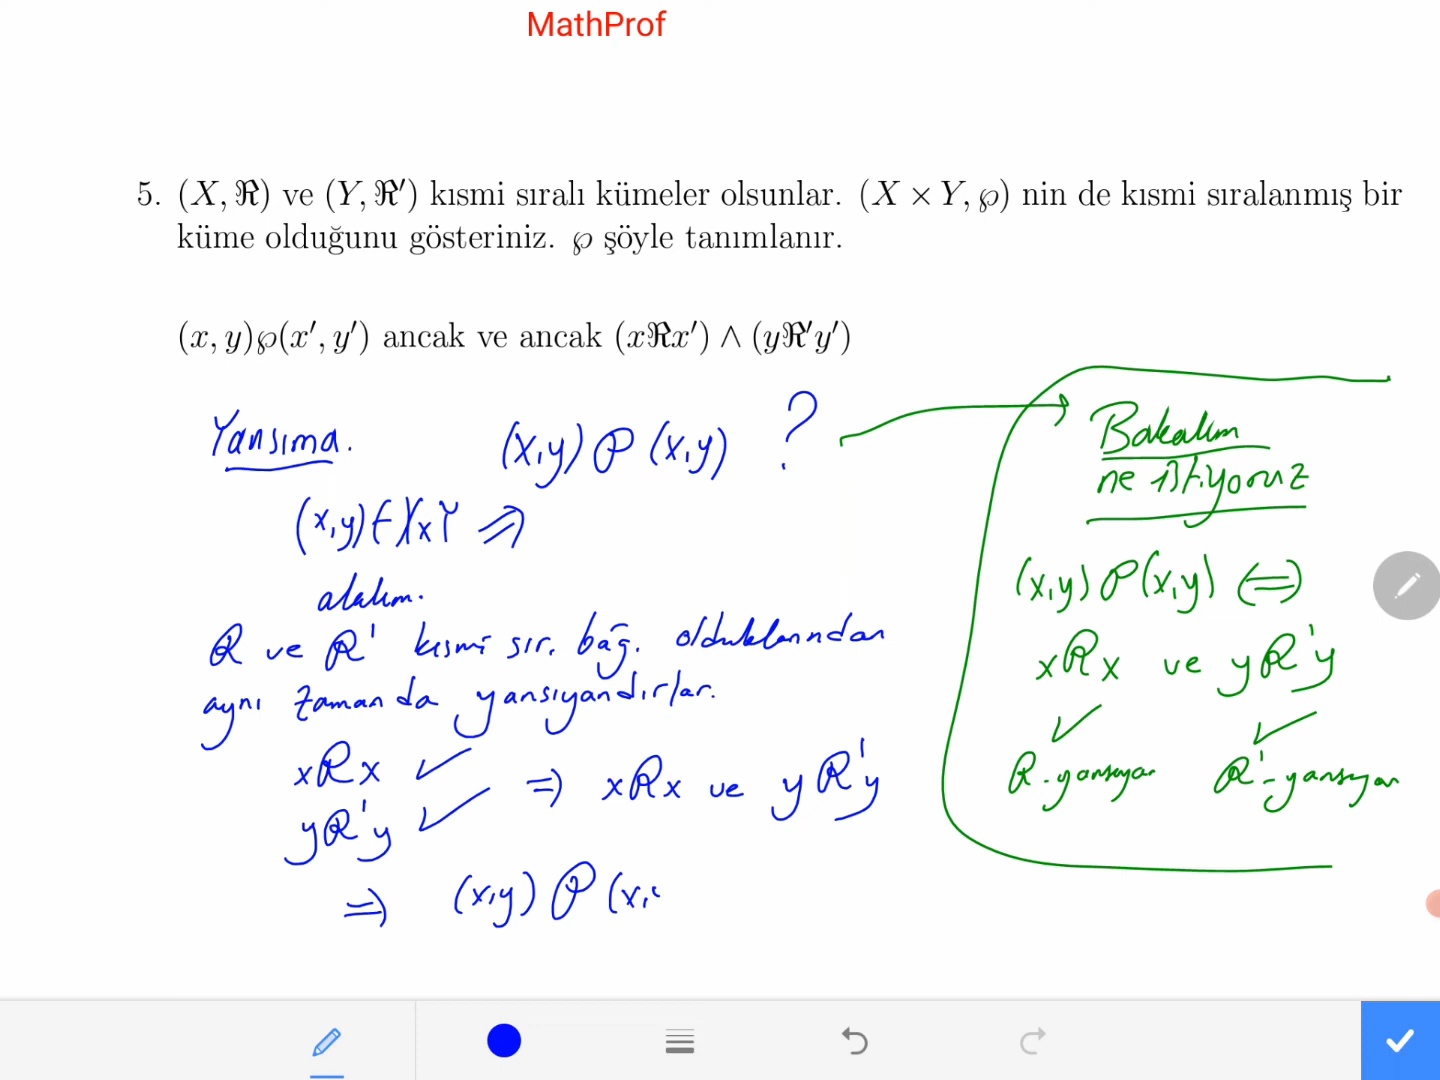 MathProf
5. (X, ℜ) ve (Y, ℜ′) kısmi sıralı kümeler olsunlar. (X × Y, ℘) nin de kısmi sıralanmış bir
küme olduğunu gösteriniz. ℘ şöyle tanımlanır.
(x, y)℘(x′, y′) ancak ve ancak (xℜx′) ∧ (yℜ′y′)
Yansıma. (x,y) ℘ (x,y) ?
(x,y) ∈ X×Y ⇒
alalım.
R ve R' kısmi sır. bağ. olduklarından
aynı zamanda yansıyandırlar.
xRx ✓
yR'y ✓ ⇒ xRx ve yR'y
⇒ (x,y) ℘ (x,
Bakalım
ne istiyoruz
(x,y) ℘ (x,y) ⇔
xRx ve yR'y
✓ ✓
R-yansıyan R'-yansıyan